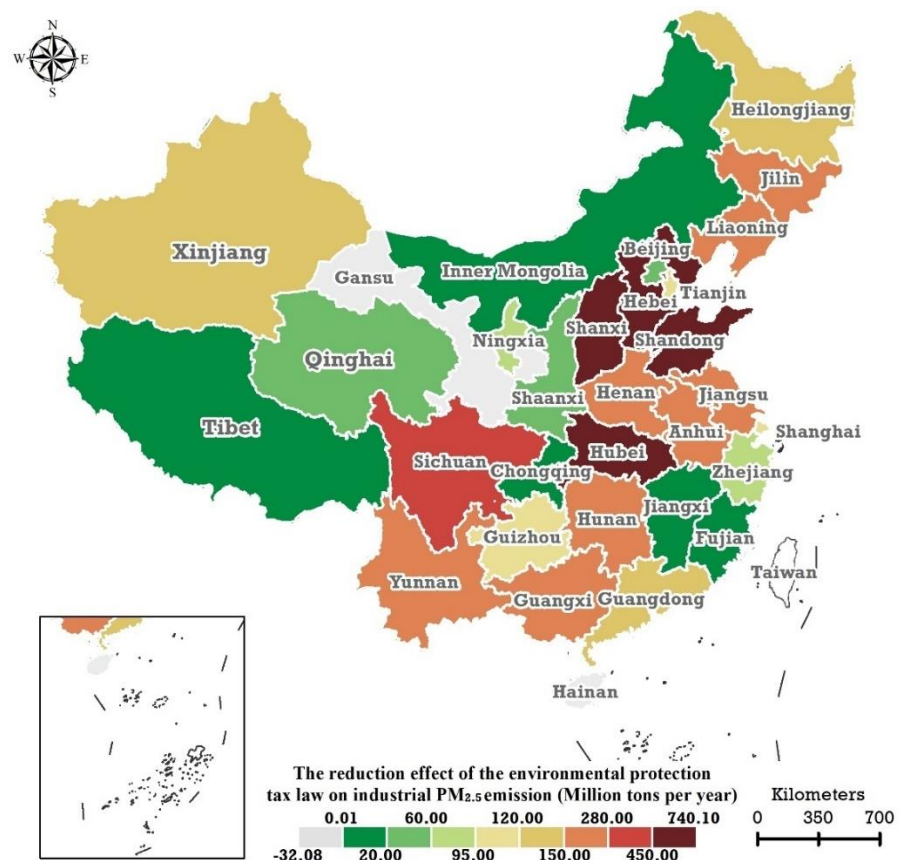 N
W E
S
Heilongjiang
Jilin
Liaoning
Xinjiang
Beijing
Inner Mongolia
Gansu
Tianjin
Hebei
Shanxi
Ningxia
Shandong
Qinghai
Henan
Jiangsu
Shaanxi
Tibet
Anhui
Shanghai
Hubei
Sichuan
Chongqing
Zhejiang
Jiangxi
Hunan
Guizhou
Fujian
Taiwan
Yunnan
Guangxi
Guangdong
Hainan
The reduction effect of the environmental protection
tax law on industrial PM2.5 emission (Million tons per year)
0.01 60.00 120.00 280.00 740.10
-32.08 20.00 95.00 150.00 450.00
Kilometers
0 350 700